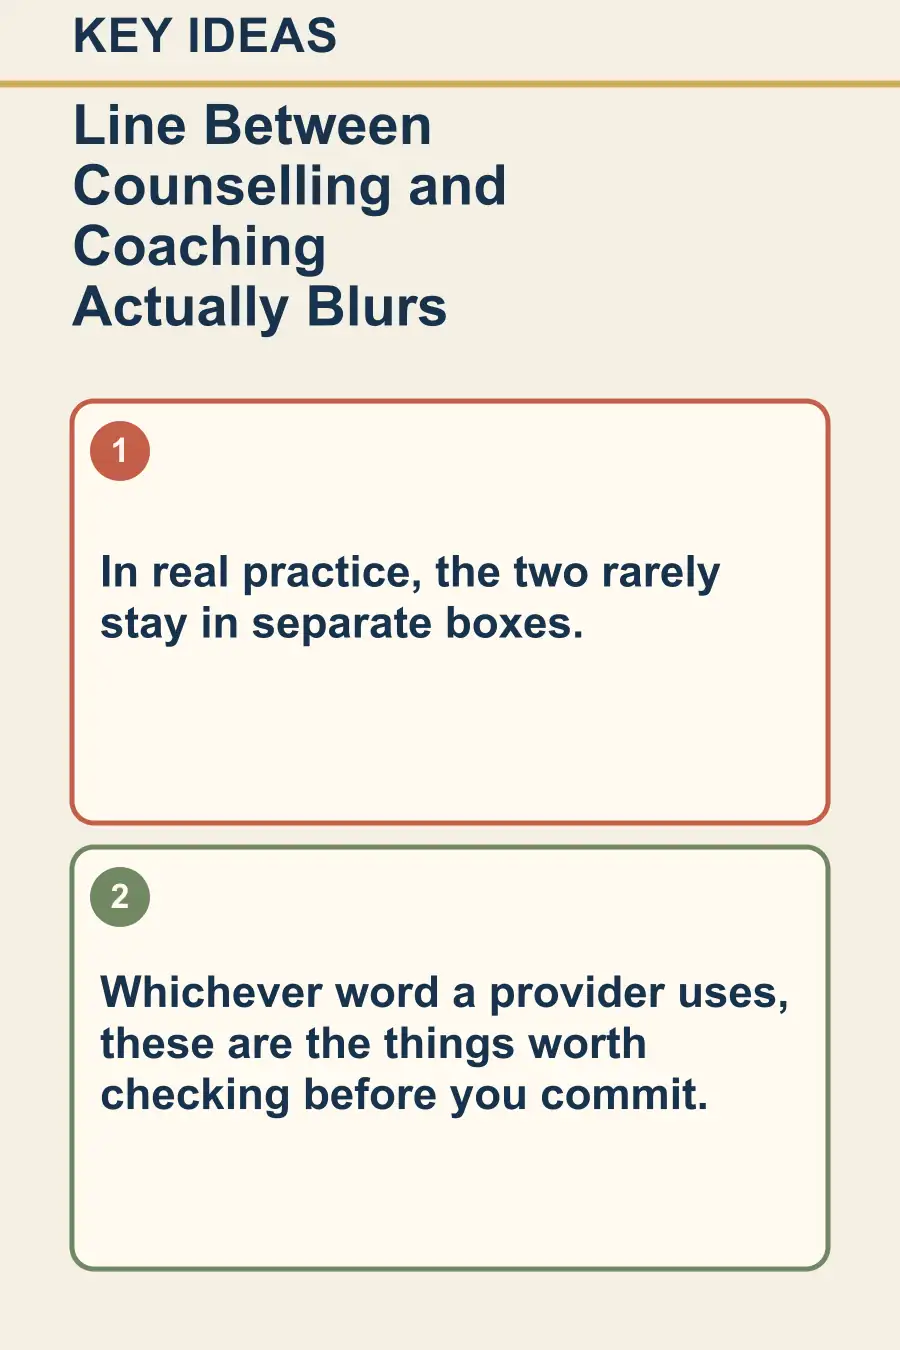 KEY IDEAS
Line Between
Counselling and
Coaching
Actually Blurs
1
In real practice, the two rarely
stay in separate boxes.
2
Whichever word a provider uses,
these are the things worth
checking before you commit.